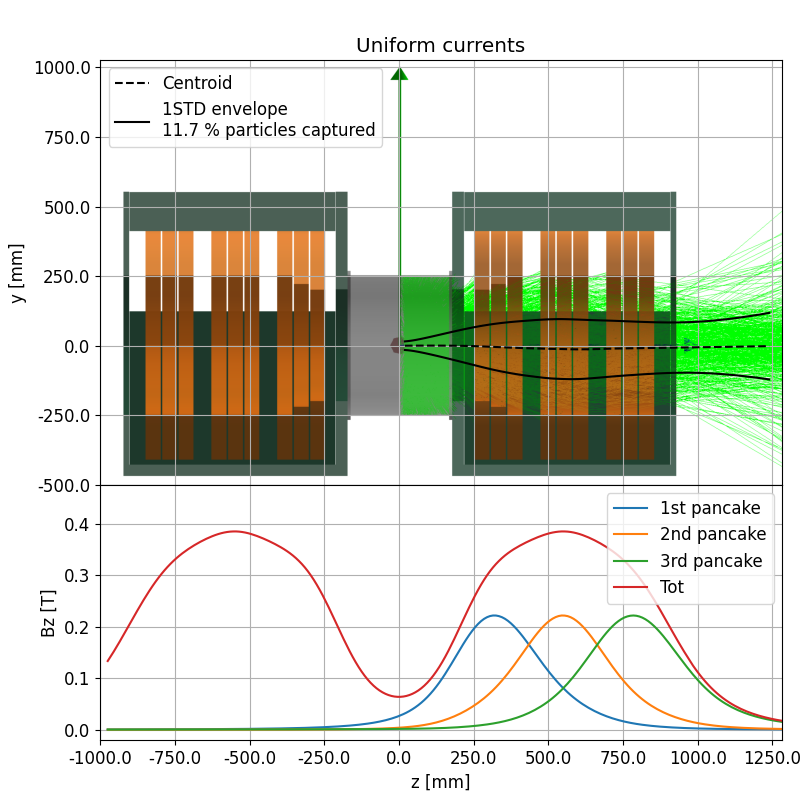 Uniform currents
1000.0
750.0
500.0
250.0
0.0
-250.0
-500.0
y [mm]
Centroid
1STD envelope
11.7 % particles captured
0.4
0.3
0.2
0.1
0.0
Bz [T]
1st pancake
2nd pancake
3rd pancake
Tot
-1000.0 -750.0 -500.0 -250.0 0.0 250.0 500.0 750.0 1000.0 1250.0
z [mm]